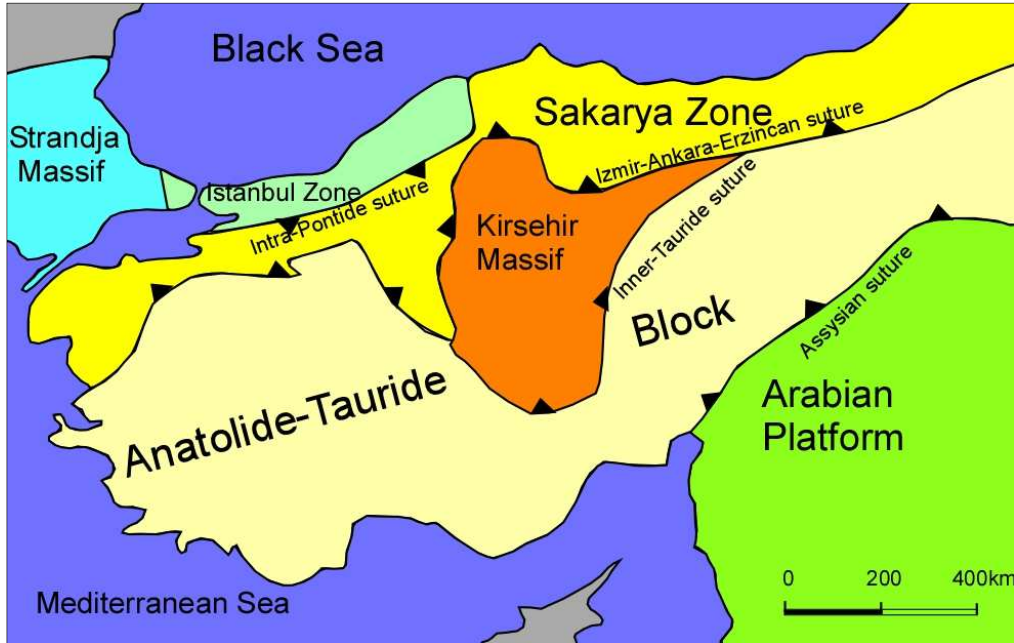 Black Sea
Strandja
Massif
Sakarya Zone
Istanbul Zone
Izmir-Ankara-Erzincan suture
Intra-Pontide suture
Kirsehir
Massif
Inner-Tauride suture
Anatolide-Tauride
Block
Assysian suture
Arabian
Platform
Mediterranean Sea
0 200 400km